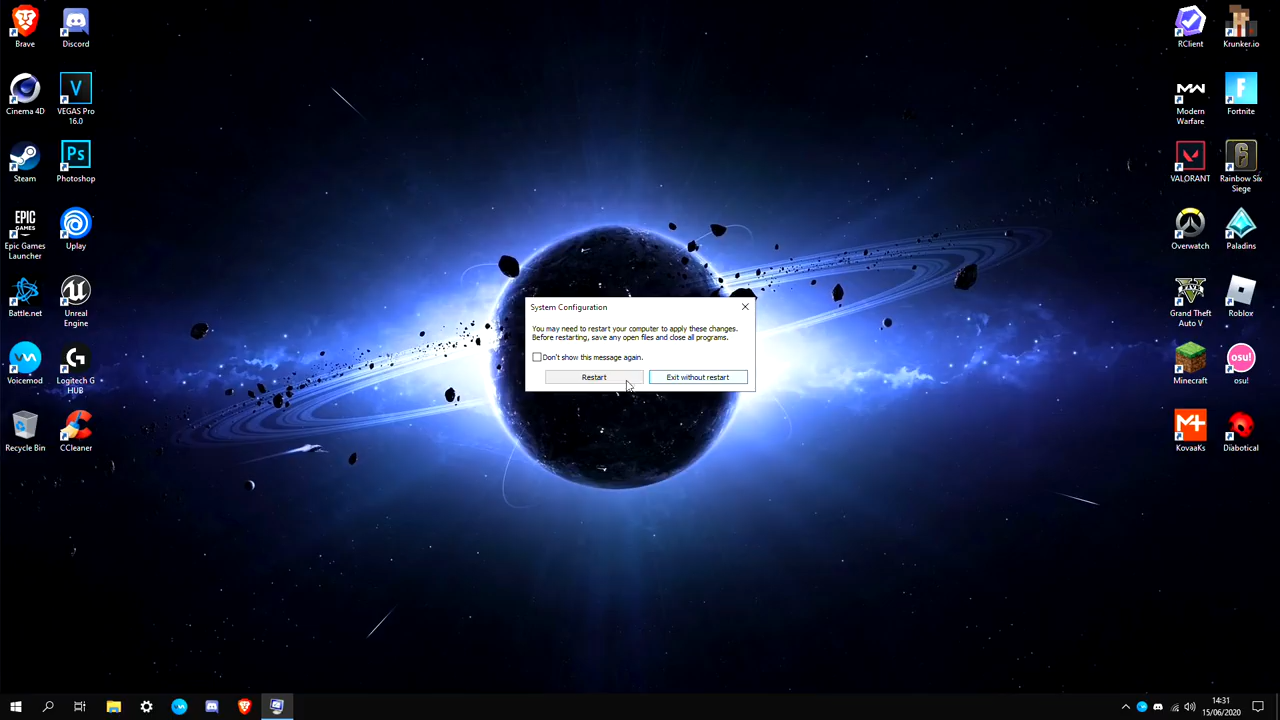 Brave
Discord
Cinema 4D
VEGAS Pro
16.0
Steam
Photoshop
Epic Games
Launcher
Uplay
Battle.net
Unreal
Engine
Voicemod
Logitech G
HUB
Recycle Bin
CCleaner
System Configuration
You may need to restart your computer to apply these changes.
Before restarting, save any open files and close all programs.
Don't show this message again.
Restart
Exit without restart
RClient
Krunker.io
Modern
Warfare
Fortnite
VALORANT
Rainbow Six
Siege
Overwatch
Paladins
Grand Theft
Auto V
Roblox
Minecraft
osu!
KovaaKs
Diabotical
14:31
15/06/2020